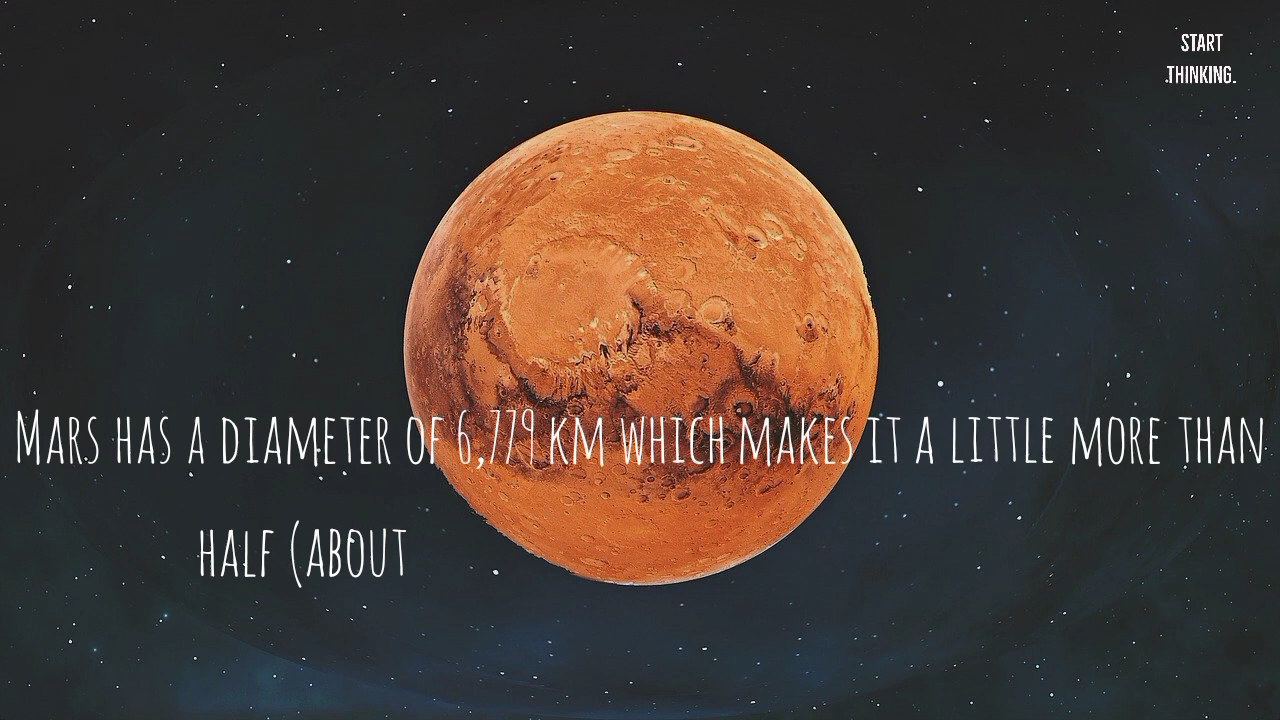 START
THINKING.
Mars has a diameter of 6,779 km which makes it a little more than
half (about